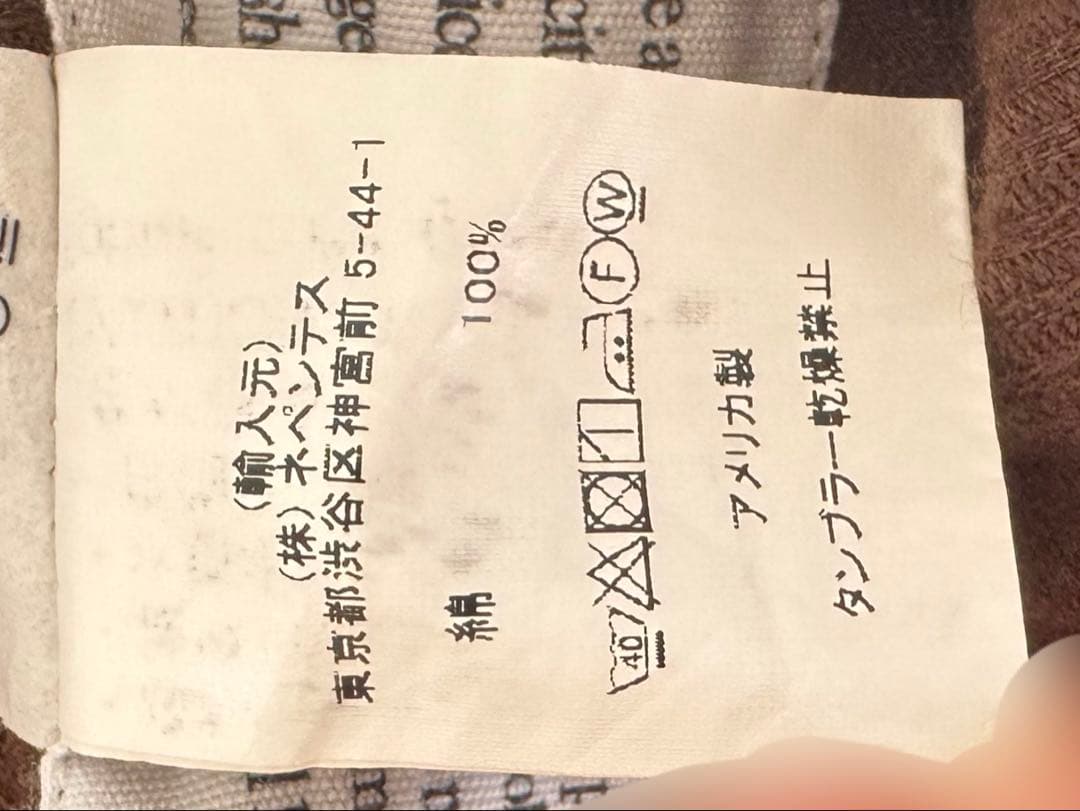 (輸入元)
(株)ネペンテス
東京都渋谷区神宮前 5-44-1
綿 100%
40 F W
アメリカ製
タンブラー乾燥禁止